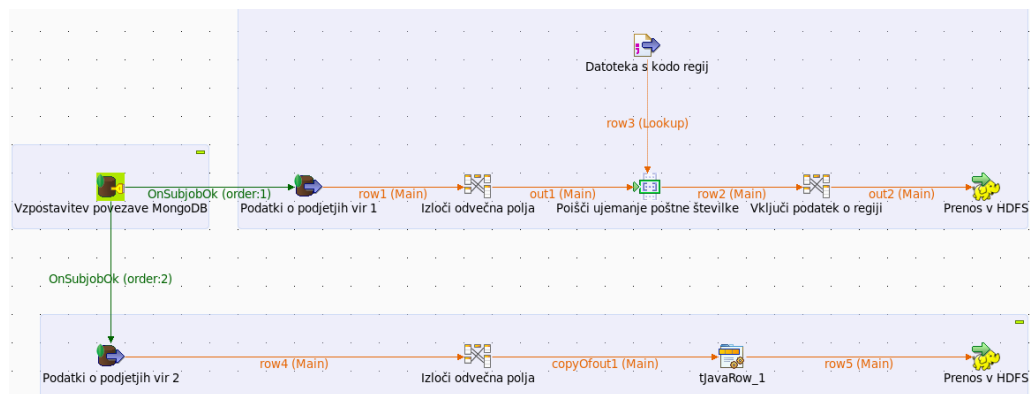 Datoteka s kodo regij
row3 (Lookup)
OnSubjobOk (order:1)
row1 (Main)
out1 (Main)
row2 (Main)
out2 (Main)
Vzpostavitev povezave MongoDB
Podatki o podjetjih vir 1
Izloči odvečna polja
Poišči ujemanje poštne številke
Vključi podatek o regiji
Prenos v HDFS
OnSubjobOk (order:2)
row4 (Main)
copyOfout1 (Main)
row5 (Main)
Podatki o podjetjih vir 2
Izloči odvečna polja
tJavaRow_1
Prenos v HDFS